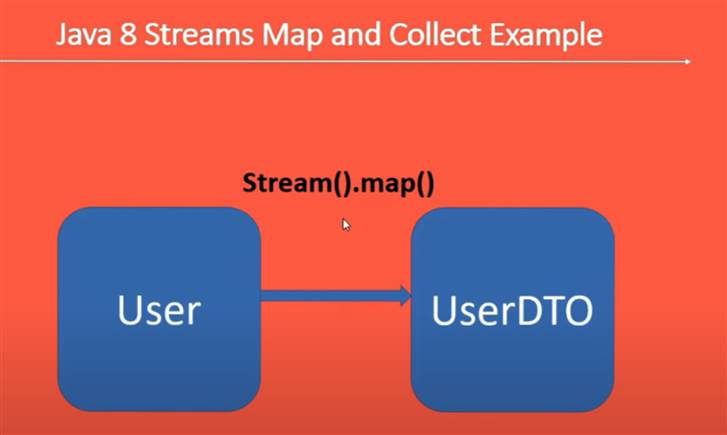 Java 8 Streams Map and Collect Example
Stream().map()
User
UserDTO